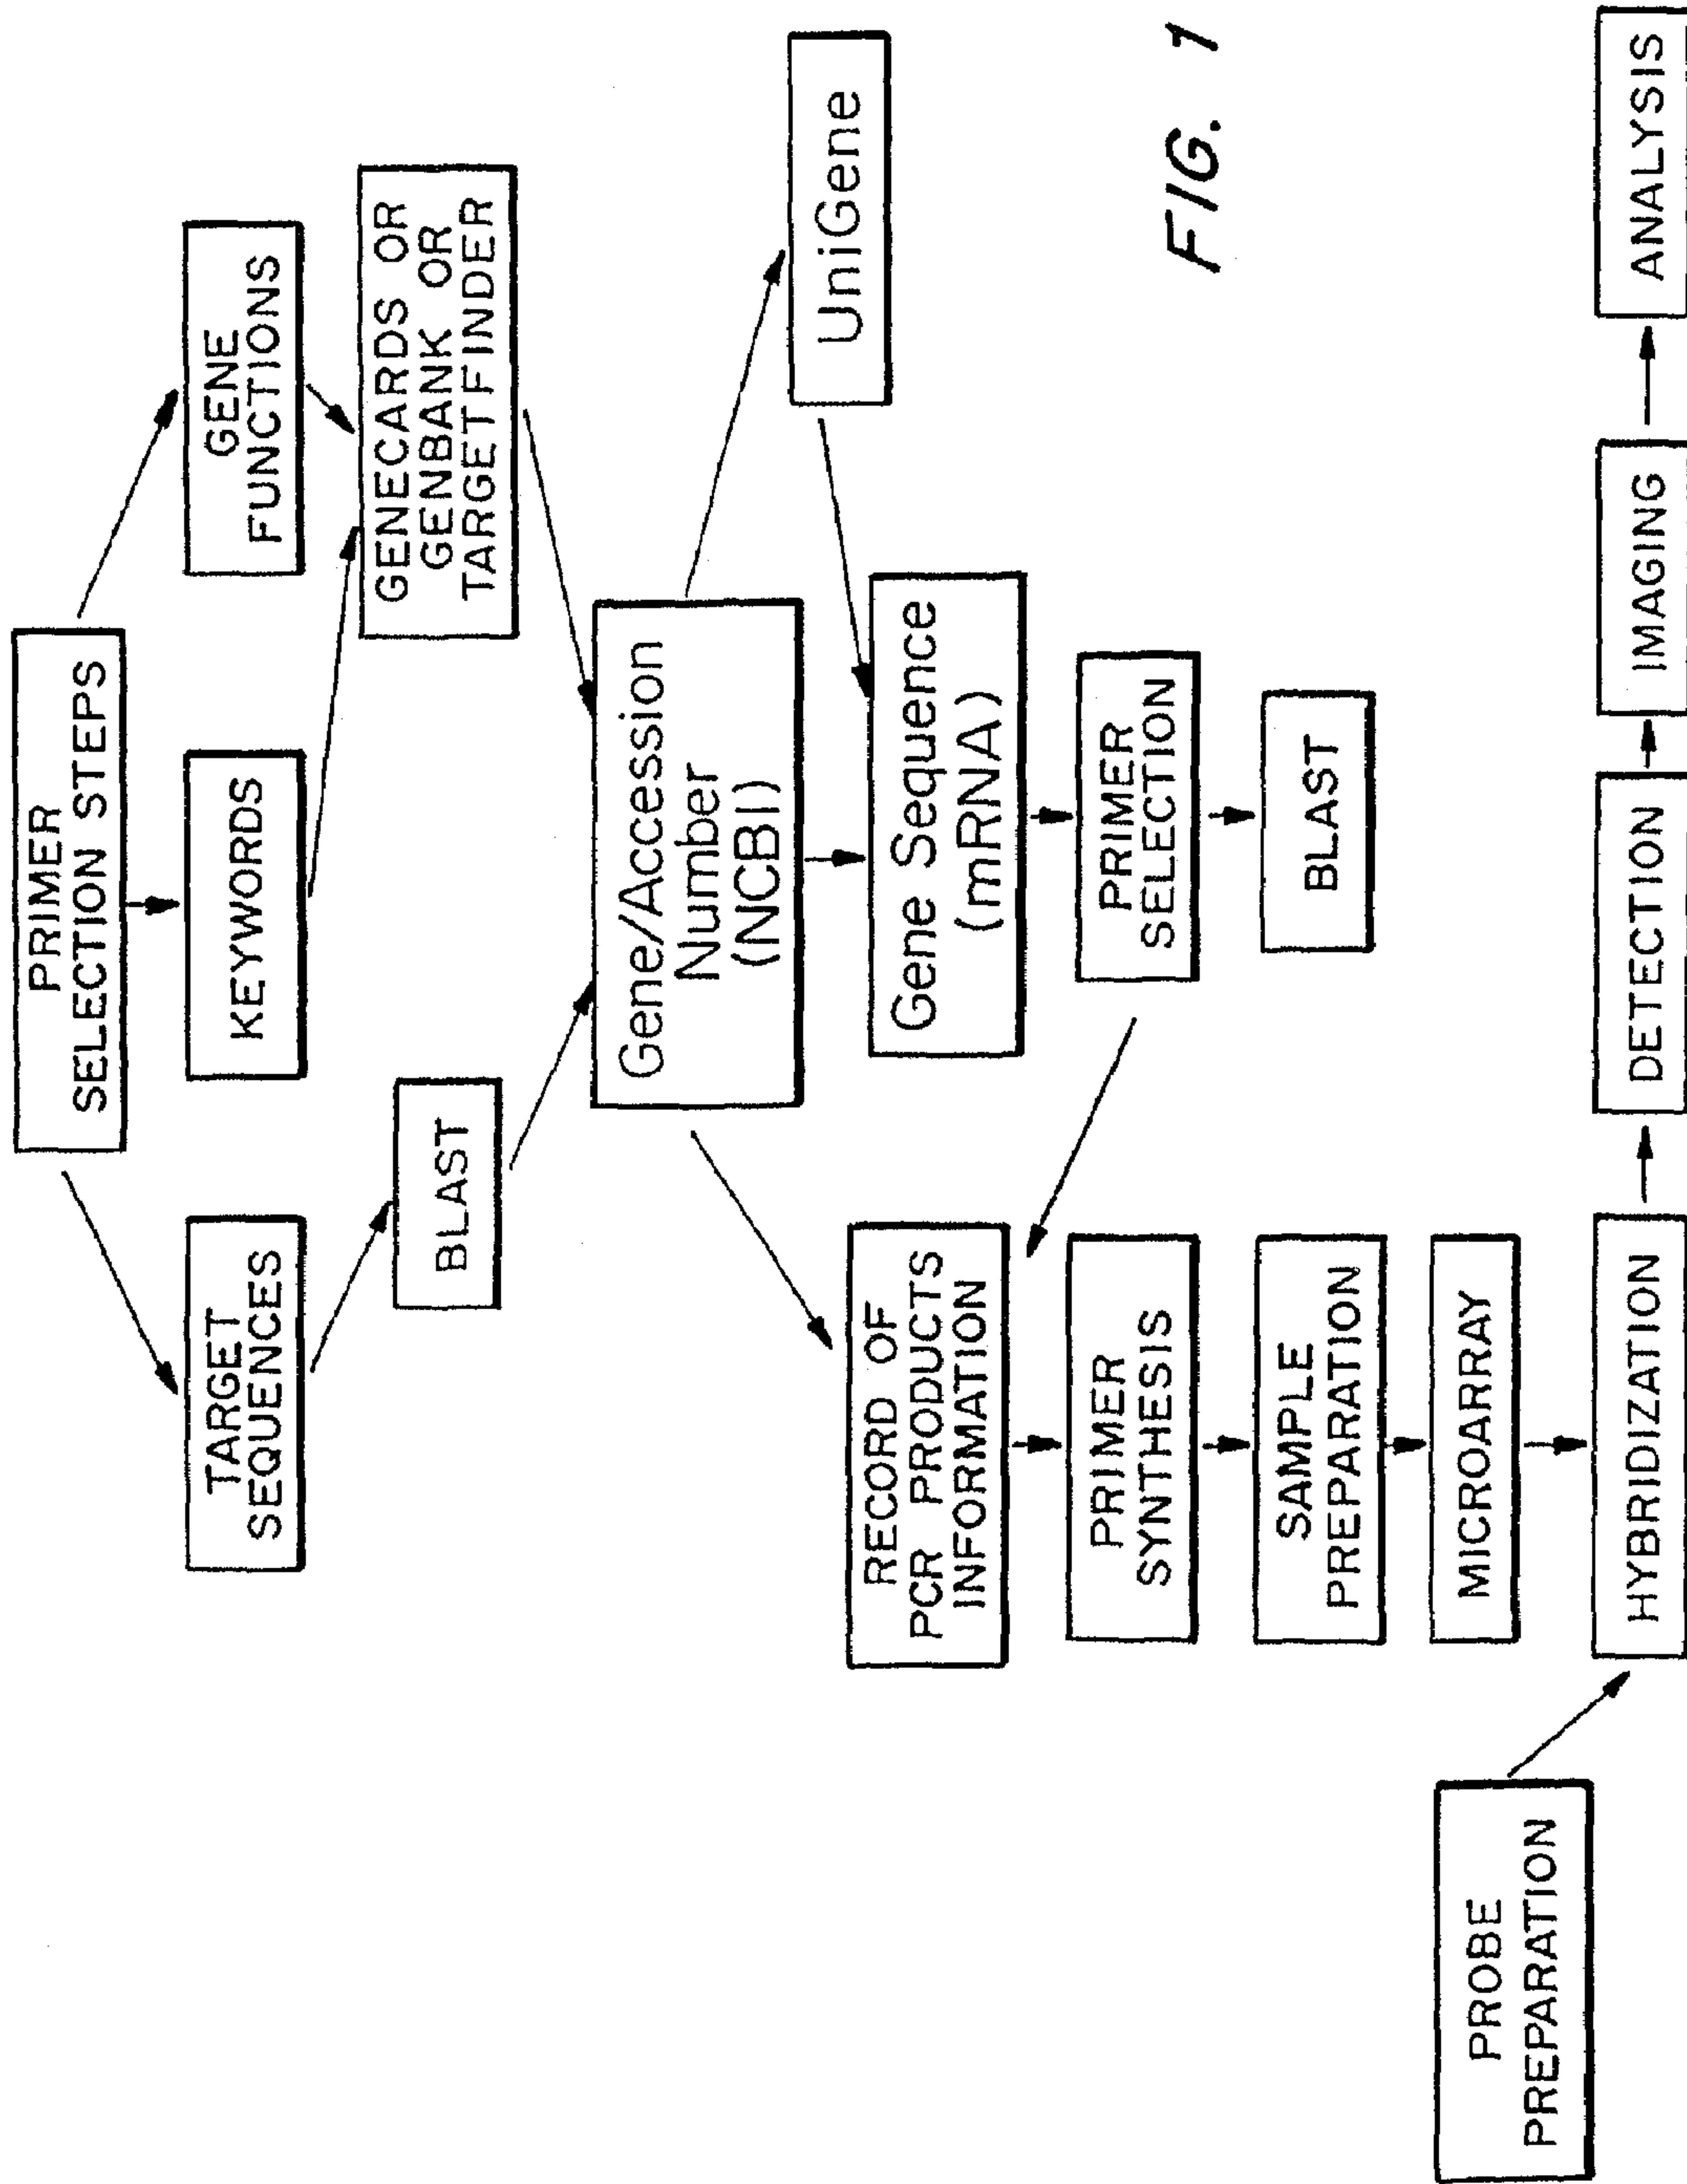 PRIMER
SELECTION STEPS
TARGET
SEQUENCES
KEYWORDS
GENE
FUNCTIONS
BLAST
GENECARDS OR
GENBANK OR
TARGETFINDER
Gene/Accession
Number
(NCBI)
UniGene
RECORD OF
PCR PRODUCTS
INFORMATION
Gene Sequence
(mRNA)
PRIMER
SYNTHESIS
PRIMER
SELECTION
SAMPLE
PREPARATION
BLAST
MICROARRAY
PROBE
PREPARATION
HYBRIDIZATION
DETECTION
IMAGING
ANALYSIS
FIG. 1